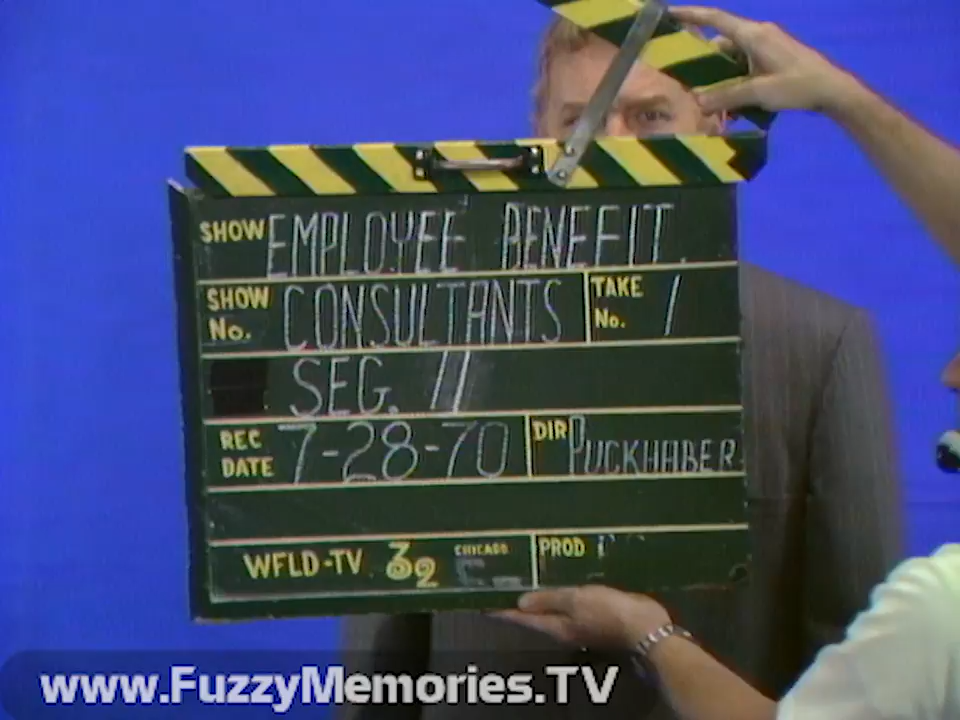 SHOW EMPLOYEE BENEFIT
SHOW No. CONSULTANTS TAKE No. 1
SEG. 11
REC DATE 7-28-70 DIR PUCKHABER
WFLD-TV 32 CHICAGO PROD
www.FuzzyMemories.TV